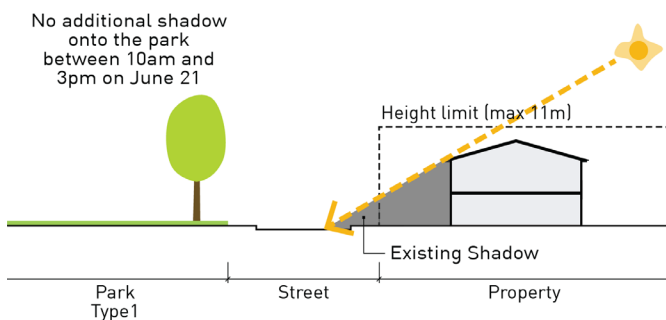 No additional shadow
onto the park
between 10am and
3pm on June 21
Height limit (max 11m)
Existing Shadow
Park
Type1
Street
Property